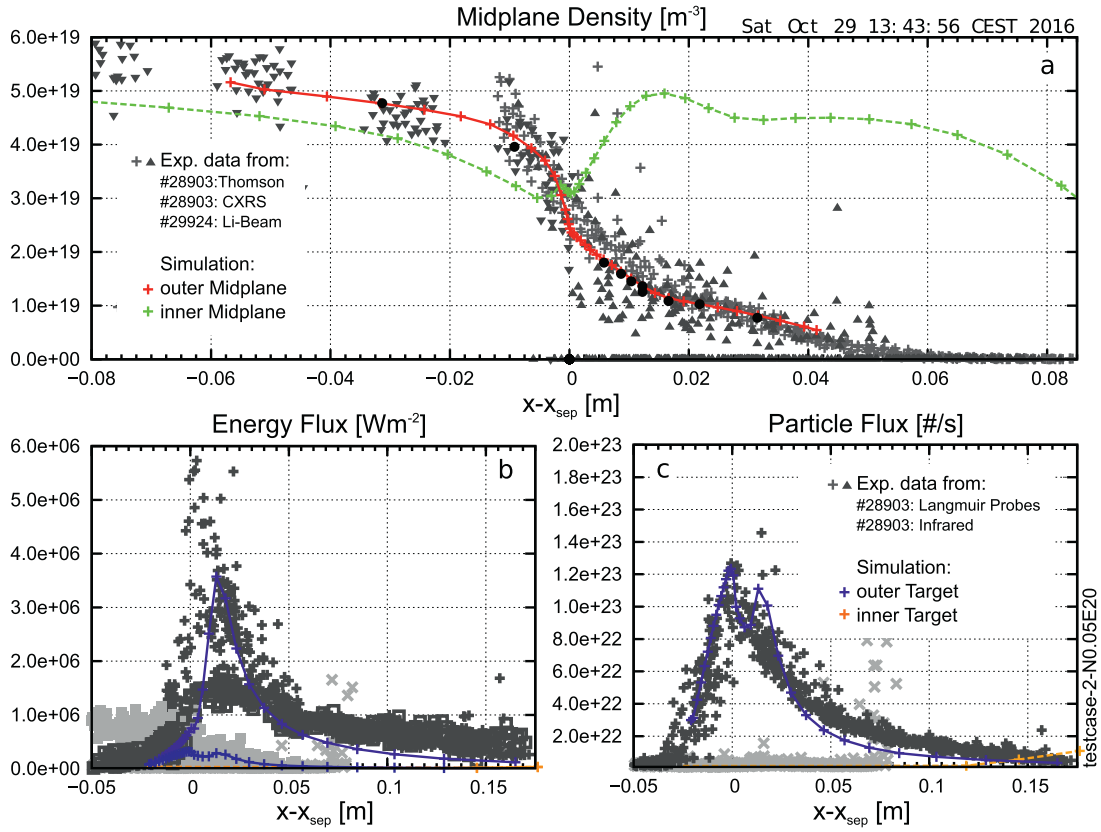 Midplane Density [m-3]
Sat Oct 29 13:43:56 CEST 2016
6.0e+19
5.0e+19
4.0e+19
3.0e+19
2.0e+19
1.0e+19
0.0e+00
a
Exp. data from:
#28903:Thomson
#28903: CXRS
#29924: Li-Beam
Simulation:
outer Midplane
inner Midplane
−0.08 −0.06 −0.04 −0.02 0 0.02 0.04 0.06 0.08
x-xsep [m]
Energy Flux [Wm-2]
6.0e+06
5.0e+06
4.0e+06
3.0e+06
2.0e+06
1.0e+06
0.0e+00
b
−0.05 0 0.05 0.1 0.15
x-xsep [m]
Particle Flux [#/s]
2.0e+23
1.8e+23
1.6e+23
1.4e+23
1.2e+23
1.0e+23
8.0e+22
6.0e+22
4.0e+22
2.0e+22
c
Exp. data from:
#28903: Langmuir Probes
#28903: Infrared
Simulation:
outer Target
inner Target
−0.05 0 0.05 0.1 0.15
x-xsep [m]
testcase-2-N0.05E20